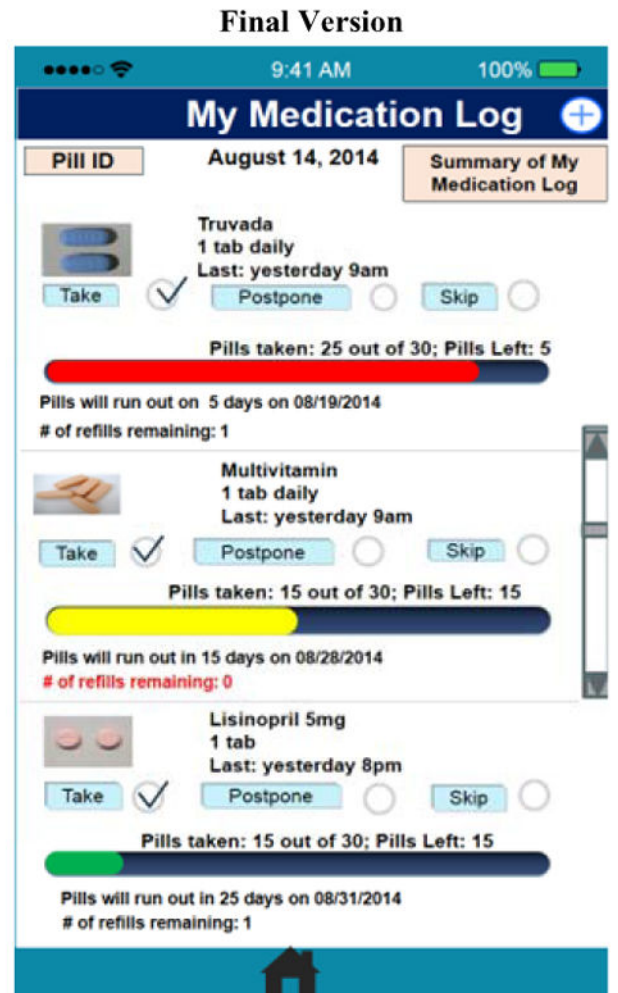 Final Version
9:41 AM 100%
My Medication Log
Pill ID August 14, 2014 Summary of My
Medication Log
Truvada
1 tab daily
Last: yesterday 9am
Take Postpone Skip
Pills taken: 25 out of 30; Pills Left: 5
Pills will run out on 5 days on 08/19/2014
# of refills remaining: 1
Multivitamin
1 tab daily
Last: yesterday 9am
Take Postpone Skip
Pills taken: 15 out of 30; Pills Left: 15
Pills will run out in 15 days on 08/28/2014
# of refills remaining: 0
Lisinopril 5mg
1 tab
Last: yesterday 8pm
Take Postpone Skip
Pills taken: 15 out of 30; Pills Left: 15
Pills will run out in 25 days on 08/31/2014
# of refills remaining: 1